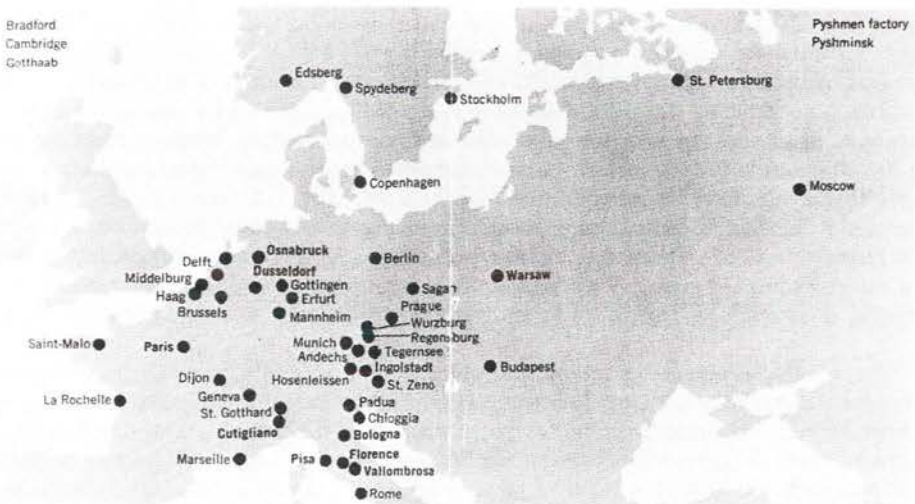 Bradford
Cambridge
Gotthaab
Pyshmen factory
Pyshminsk
Edsberg
Spydeberg
Stockholm
St. Petersburg
Copenhagen
Moscow
Delft
Osnabruck
Berlin
Middelburg
Dusseldorf
Gottingen
Warsaw
Haag
Brussels
Erfurt
Sagan
Mannheim
Prague
Wurzburg
Regensburg
Saint-Malo
Paris
Munich
Andechs
Tegernsee
Ingolstadt
Budapest
Hosenleissen
St. Zeno
Dijon
Geneva
La Rochelle
St. Gotthard
Padua
Cutigliano
Chioggia
Bologna
Marseille
Pisa
Florence
Vallombrosa
Rome